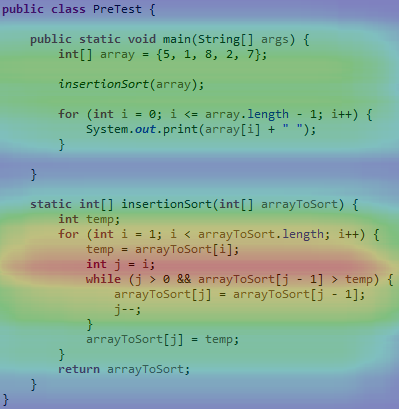 public class PreTest {
public static void main(String[] args) {
int[] array = {5, 1, 8, 2, 7};
insertionSort(array);
for (int i = 0; i <= array.length - 1; i++) {
System.out.print(array[i] + " ");
}
}
static int[] insertionSort(int[] arrayToSort) {
int temp;
for (int i = 1; i < arrayToSort.length; i++) {
temp = arrayToSort[i];
int j = i;
while (j > 0 && arrayToSort[j - 1] > temp) {
arrayToSort[j] = arrayToSort[j - 1];
j--;
}
arrayToSort[j] = temp;
}
return arrayToSort;
}
}